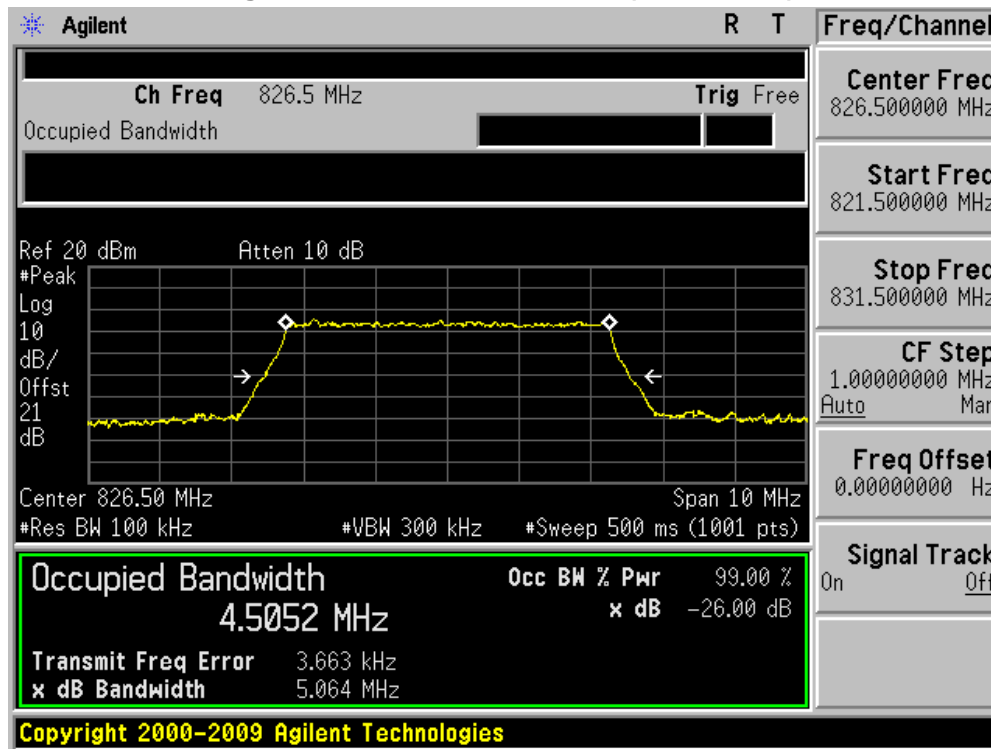 Agilent R T Freq/Channel
Ch Freq 826.5 MHz Trig Free
Occupied Bandwidth
Center Freq
826.500000 MHz
Start Freq
821.500000 MHz
Stop Freq
831.500000 MHz
CF Step
1.00000000 MHz
Auto Man
Freq Offset
0.00000000 Hz
Signal Track
On Off
Ref 20 dBm Atten 10 dB
#Peak
Log
10
dB/
Offst
21
dB
Center 826.50 MHz Span 10 MHz
#Res BW 100 kHz #VBW 300 kHz #Sweep 500 ms (1001 pts)
Occupied Bandwidth Occ BW % Pwr 99.00 %
4.5052 MHz x dB -26.00 dB
Transmit Freq Error 3.663 kHz
x dB Bandwidth 5.064 MHz
Copyright 2000-2009 Agilent Technologies